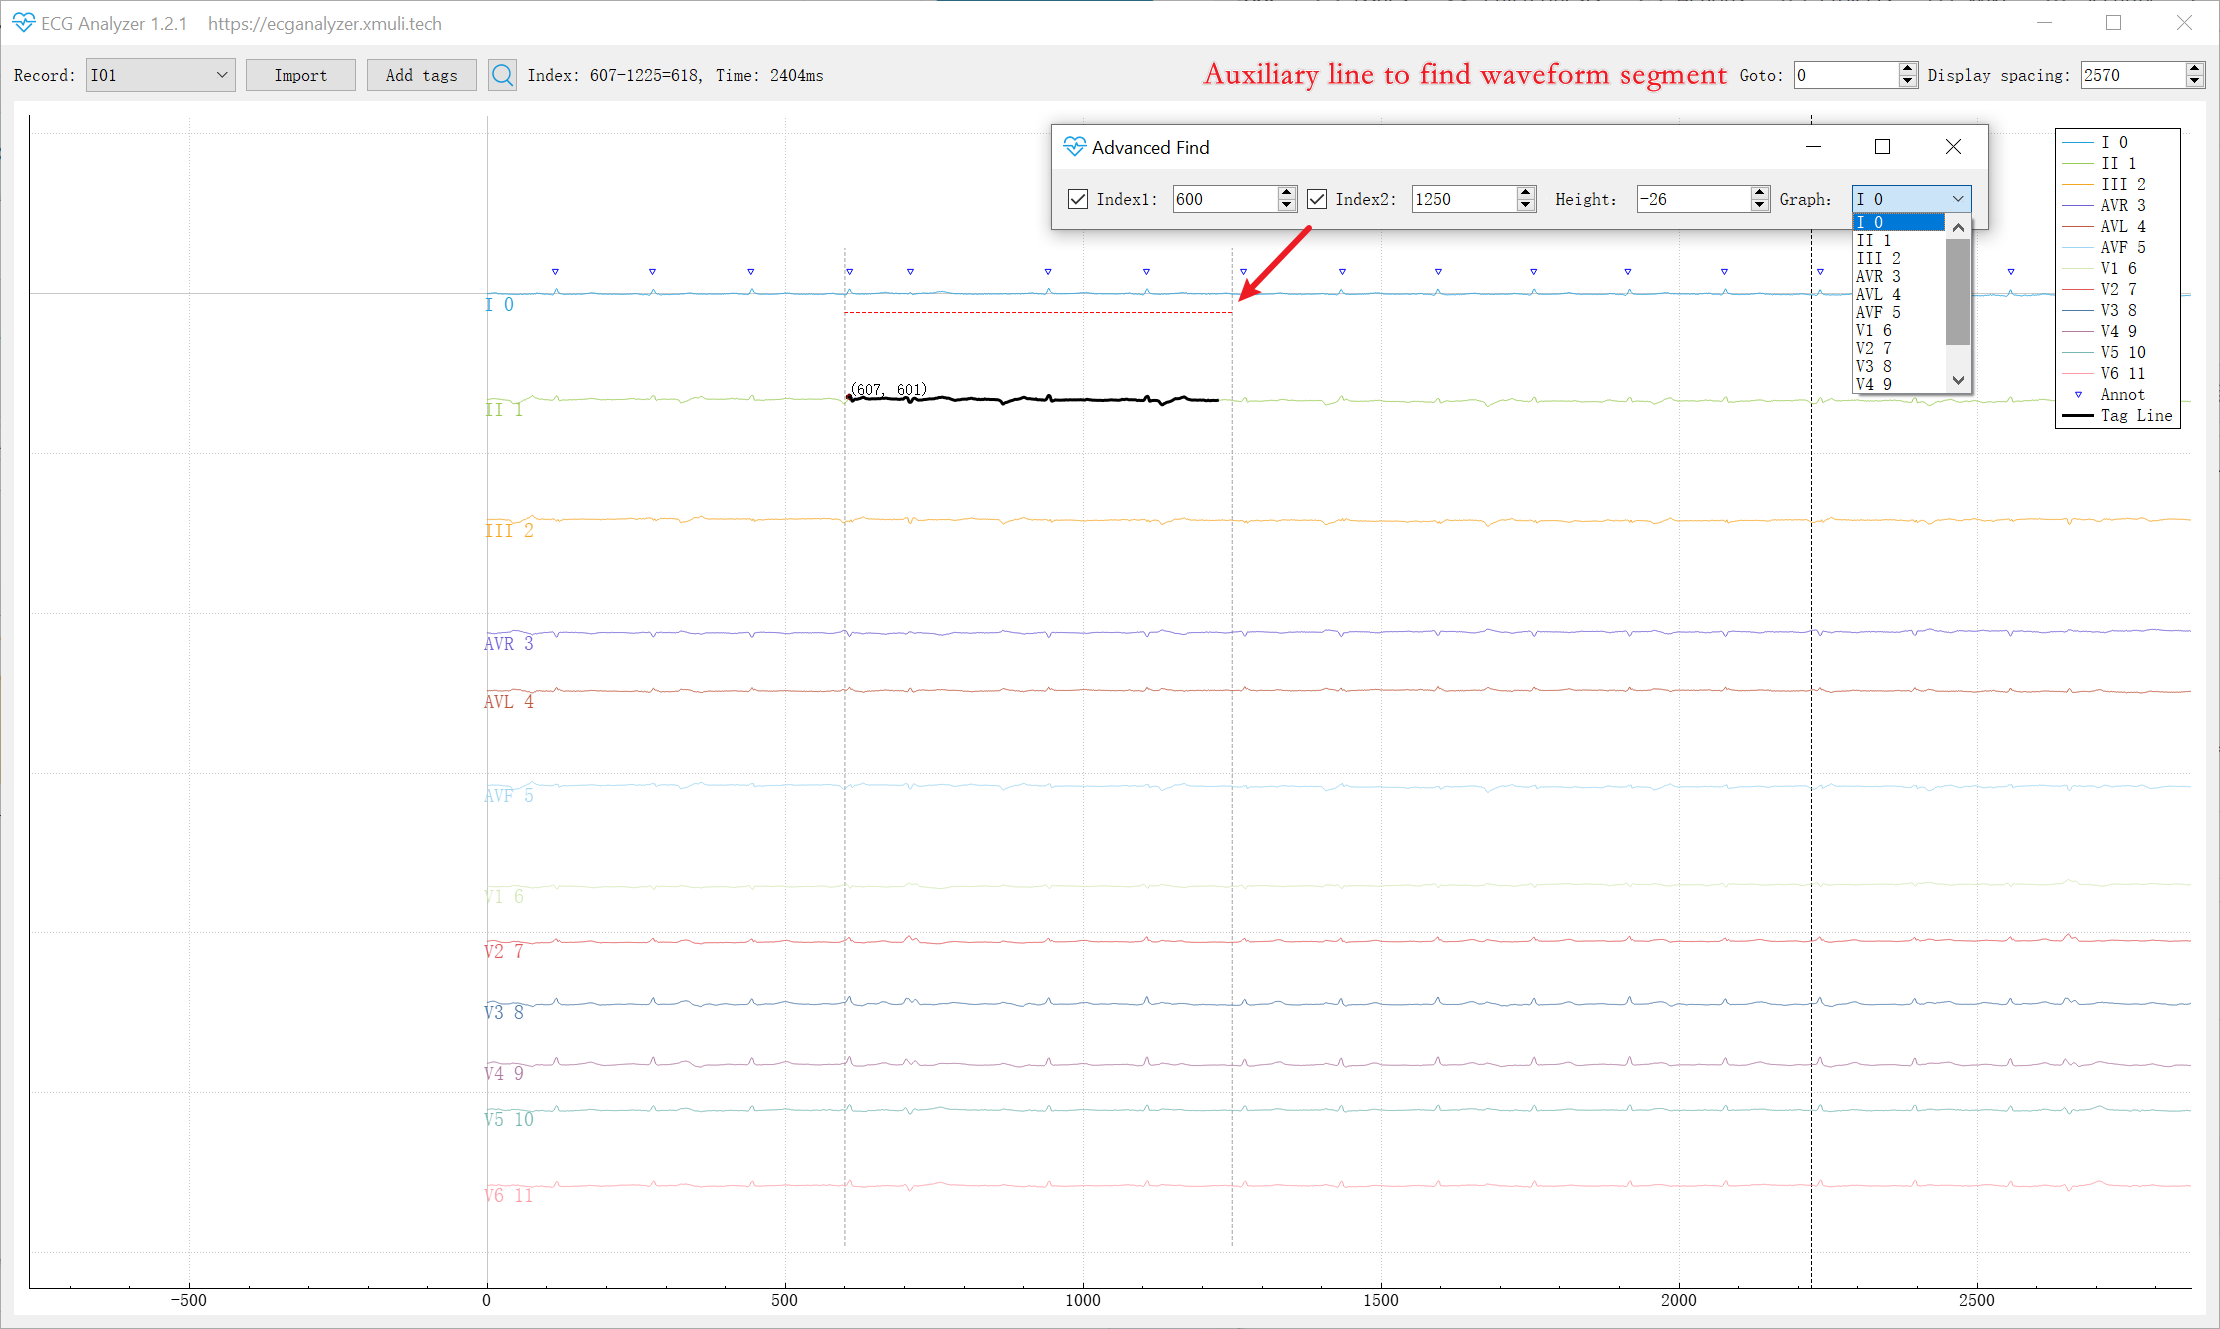 ECG Analyzer 1.2.1 https://ecganalyzer.xmuli.tech
Record: I01 Import Add tags Index: 607-1225=618, Time: 2404ms Auxiliary line to find waveform segment Goto: 0 Display spacing: 2570
Advanced Find
Index1: 600 Index2: 1250 Height: -26 Graph: I 0
I 0
II 1
III 2
AVR 3
AVL 4
AVF 5
V1 6
V2 7
V3 8
V4 9
I 0
II 1
III 2
AVR 3
AVL 4
AVF 5
V1 6
V2 7
V3 8
V4 9
V5 10
V6 11
Annot
Tag Line
I 0
(607, 601)
II 1
III 2
AVR 3
AVL 4
AVF 5
V1 6
V2 7
V3 8
V4 9
V5 10
V6 11
-500 0 500 1000 1500 2000 2500